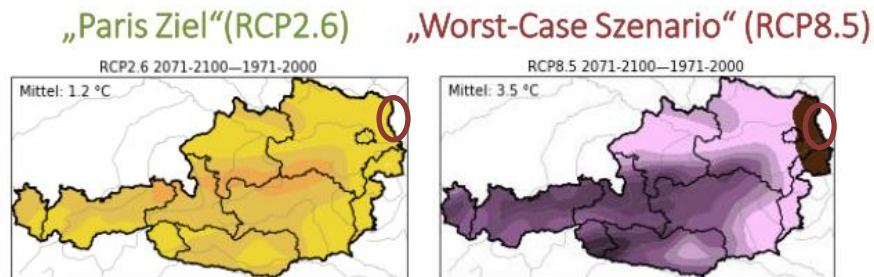 „Paris Ziel“(RCP2.6)
„Worst-Case Szenario“ (RCP8.5)
RCP2.6 2071-2100—1971-2000
RCP8.5 2071-2100—1971-2000
Mittel: 1.2 °C
Mittel: 3.5 °C